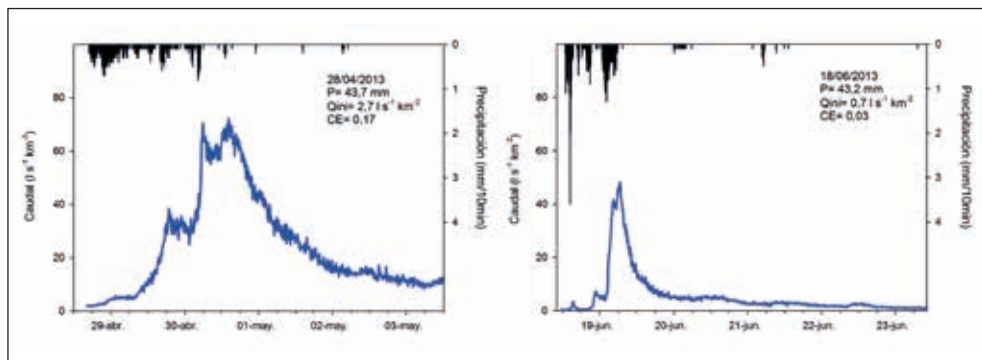 28/04/2013
P= 43,7 mm
Qini= 2,7 l s⁻¹ km⁻²
CE= 0,17
Caudal (l s⁻¹ km⁻²)
80
60
40
20
0
Precipitación (mm/10min)
0
1
2
3
4
29-abr. 30-abr. 01-may. 02-may. 03-may.
18/06/2013
P= 43,2 mm
Qini= 0,7 l s⁻¹ km⁻²
CE= 0,03
Caudal (l s⁻¹ km⁻²)
80
60
40
20
0
Precipitación (mm/10min)
0
1
2
3
4
19-jun. 20-jun. 21-jun. 22-jun. 23-jun.